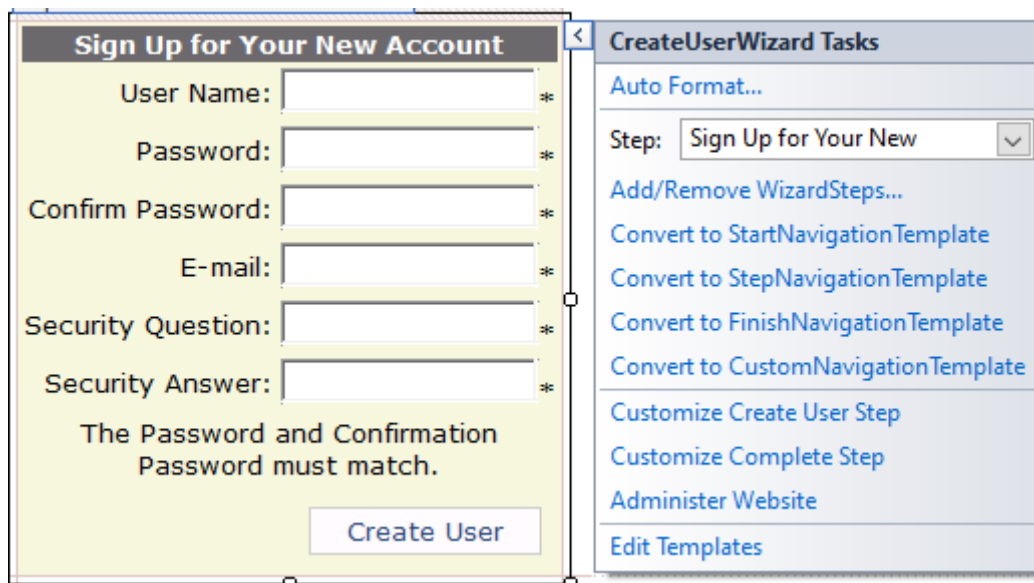 Sign Up for Your New Account
User Name: *
Password: *
Confirm Password: *
E-mail: *
Security Question: *
Security Answer: *
The Password and Confirmation
Password must match.
Create User
CreateUserWizard Tasks
Auto Format...
Step: Sign Up for Your New
Add/Remove WizardSteps...
Convert to StartNavigationTemplate
Convert to StepNavigationTemplate
Convert to FinishNavigationTemplate
Convert to CustomNavigationTemplate
Customize Create User Step
Customize Complete Step
Administer Website
Edit Templates